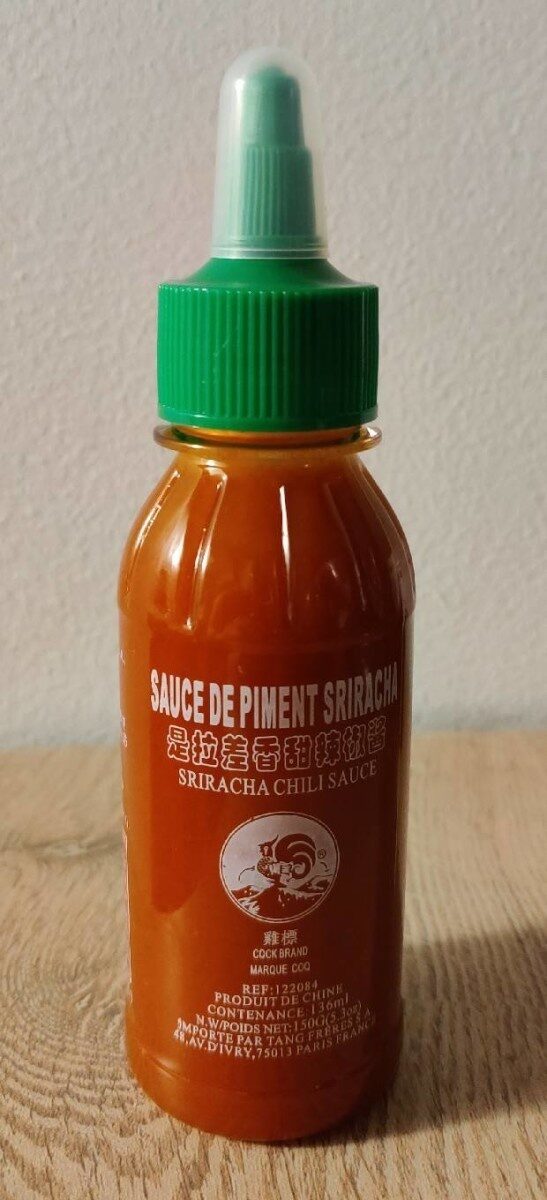 SAUCE DE PIMENT SRIRACHA
是拉差香甜辣椒酱
SRIRACHA CHILI SAUCE
®
雞標
COCK BRAND
MARQUE COQ
REF:122084
PRODUIT DE CHINE
CONTENANCE: 136ml
N.W/POIDS NET:150G(5.3oz)
IMPORTE PAR TANG FRERES S.A
48,AV.D'IVRY,75013 PARIS FRANCE